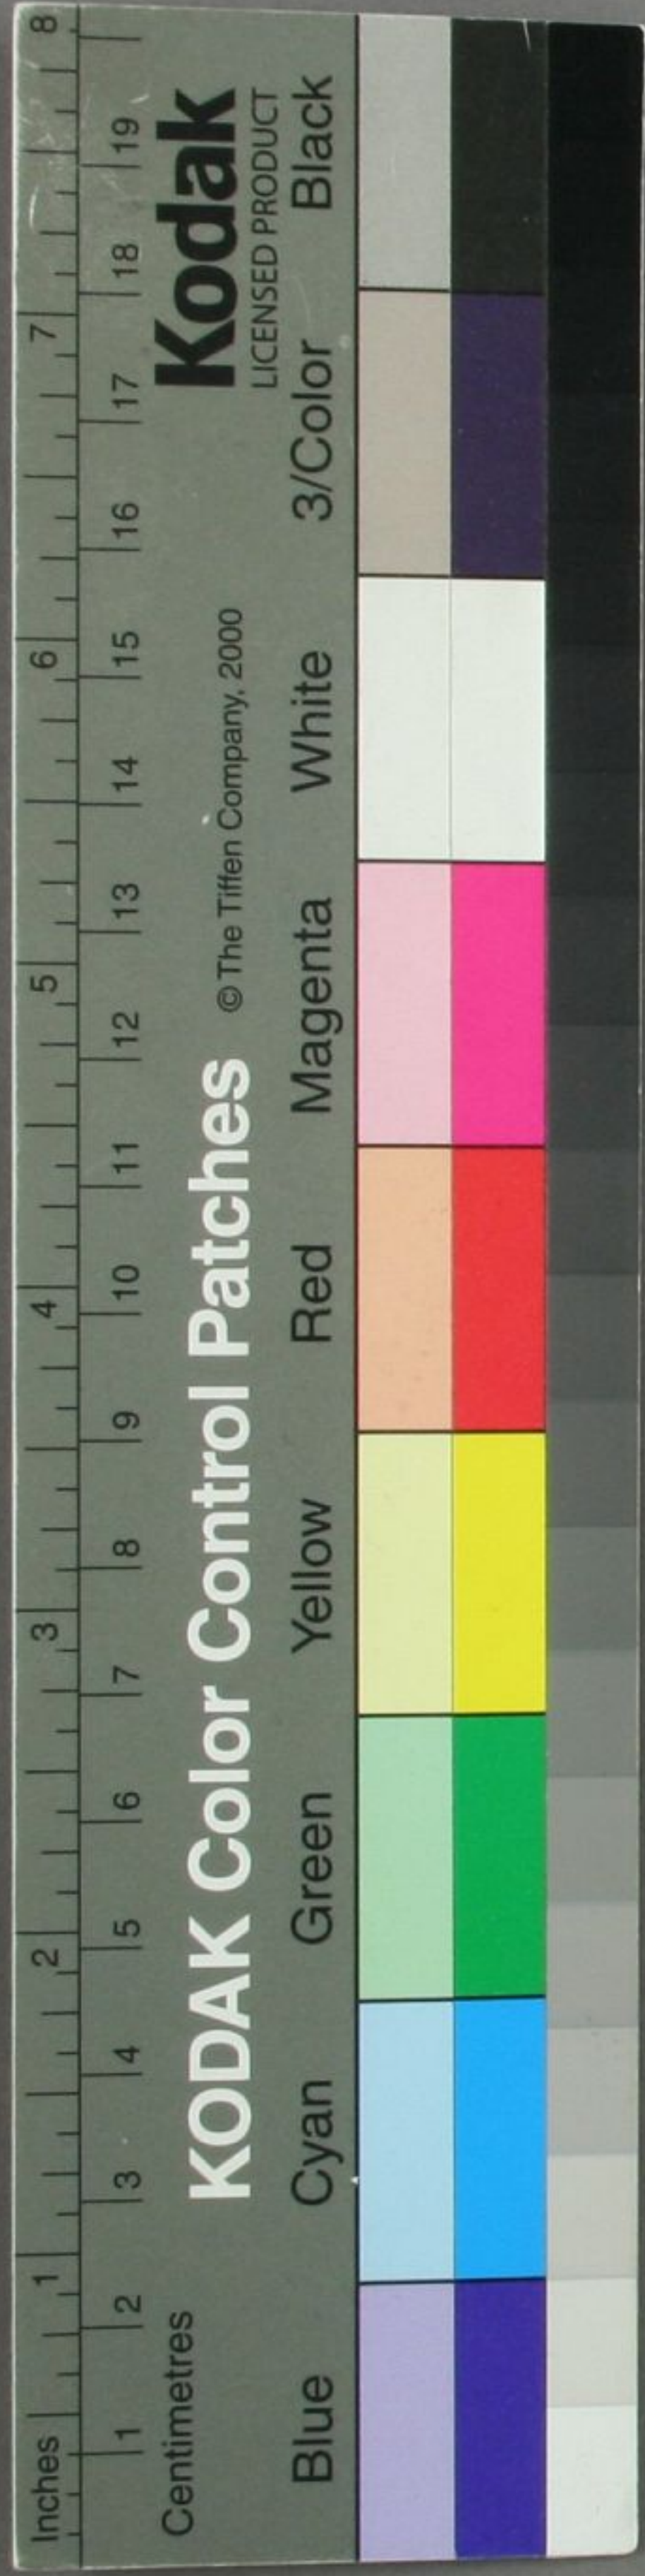 Inches 1 2 3 4 5 6 7 8
1 2 3 4 5 6 7 8 9 10 11 12 13 14 15 16 17 18 19
Centimetres
KODAK Color Control Patches
© The Tiffen Company, 2000
Kodak
LICENSED PRODUCT
Blue Cyan Green Yellow Red Magenta White 3/Color Black